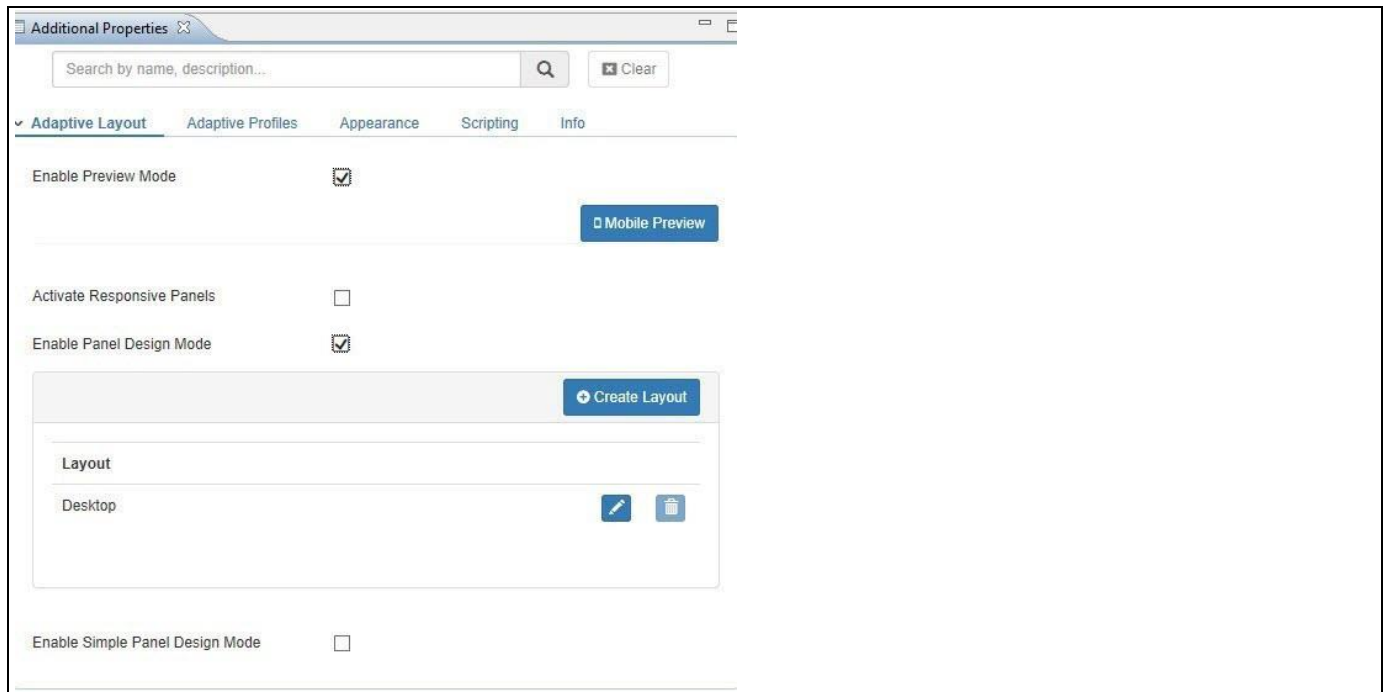 Additional Properties
Search by name, description...
Clear
Adaptive Layout Adaptive Profiles Appearance Scripting Info
Enable Preview Mode
Mobile Preview
Activate Responsive Panels
Enable Panel Design Mode
Create Layout
Layout
Desktop
Enable Simple Panel Design Mode